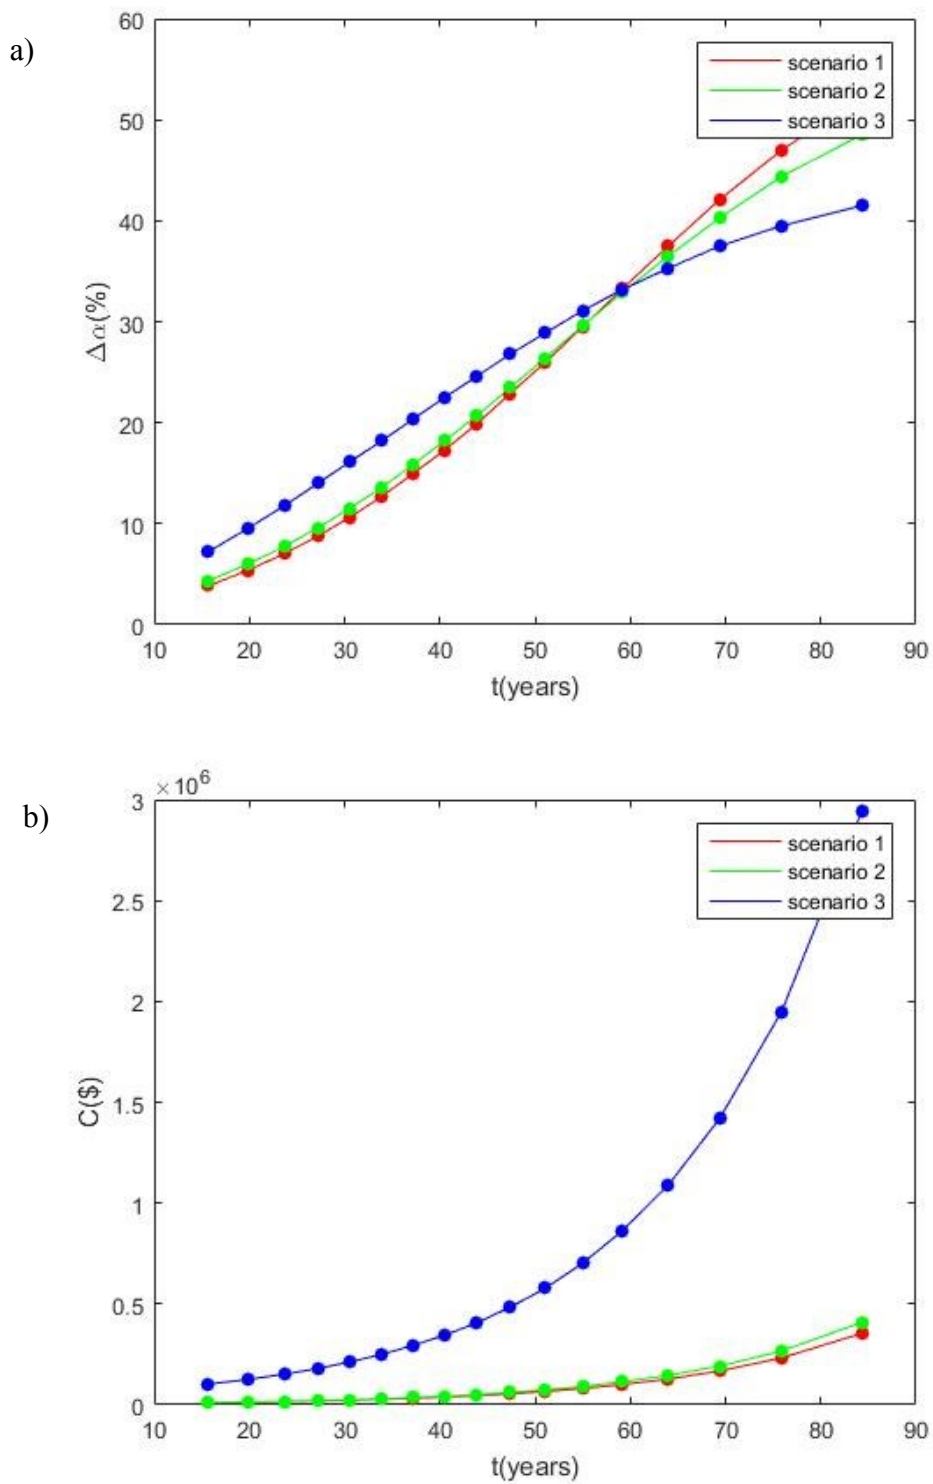 a)
60
50
40
30
20
10
0
Δα(%)
scenario 1
scenario 2
scenario 3
10 20 30 40 50 60 70 80 90
t(years)
b)
×10^6
3
2.5
2
1.5
1
0.5
0
C($)
scenario 1
scenario 2
scenario 3
10 20 30 40 50 60 70 80 90
t(years)